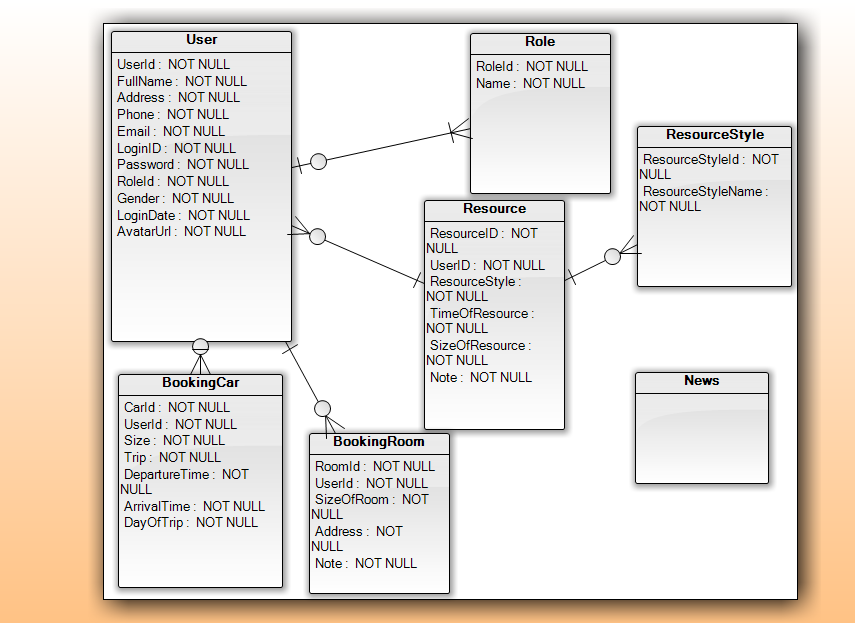 User
UserId : NOT NULL
FullName : NOT NULL
Address : NOT NULL
Phone : NOT NULL
Email : NOT NULL
LoginID : NOT NULL
Password : NOT NULL
RoleId : NOT NULL
Gender : NOT NULL
LoginDate : NOT NULL
AvatarUrl : NOT NULL
Role
RoleId : NOT NULL
Name : NOT NULL
ResourceStyle
ResourceStyleId : NOT
NULL
ResourceStyleName :
NOT NULL
Resource
ResourceID : NOT
NULL
UserID : NOT NULL
ResourceStyle :
NOT NULL
TimeOfResource :
NOT NULL
SizeOfResource :
NOT NULL
Note : NOT NULL
BookingCar
CarId : NOT NULL
UserId : NOT NULL
Size : NOT NULL
Trip : NOT NULL
DepartureTime : NOT
NULL
ArrivalTime : NOT NULL
DayOfTrip : NOT NULL
BookingRoom
RoomId : NOT NULL
UserId : NOT NULL
SizeOfRoom : NOT
NULL
Address : NOT
NULL
Note : NOT NULL
News